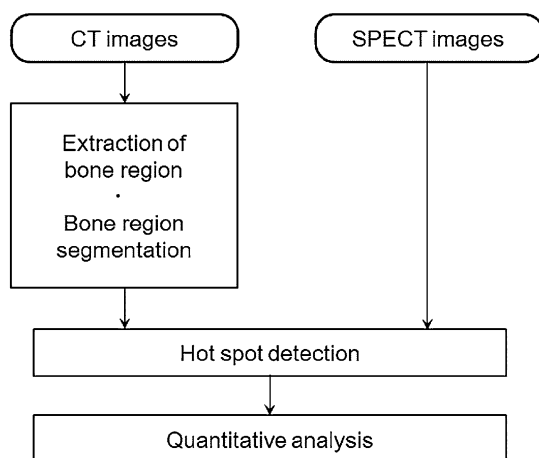 CT images
SPECT images
Extraction of
bone region
·
Bone region
segmentation
Hot spot detection
Quantitative analysis